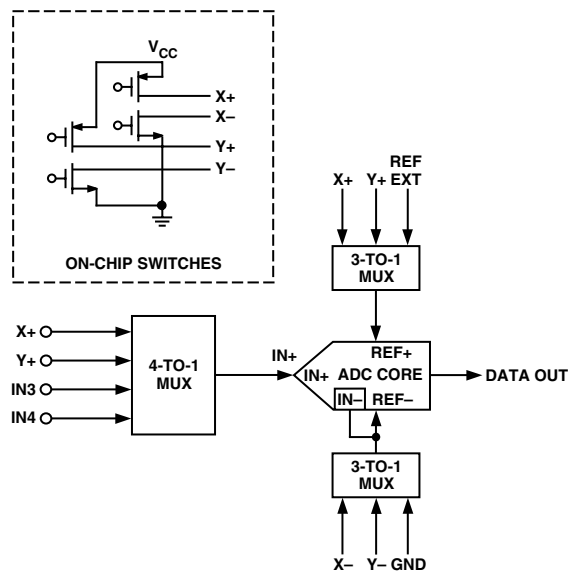 VCC
X+
X–
Y+
Y–
ON-CHIP SWITCHES
X+ Y+ REF EXT
3-TO-1
MUX
X+
Y+
IN3
IN4
4-TO-1
MUX
IN+
IN+
REF+
ADC CORE
IN–
REF–
DATA OUT
3-TO-1
MUX
X– Y– GND